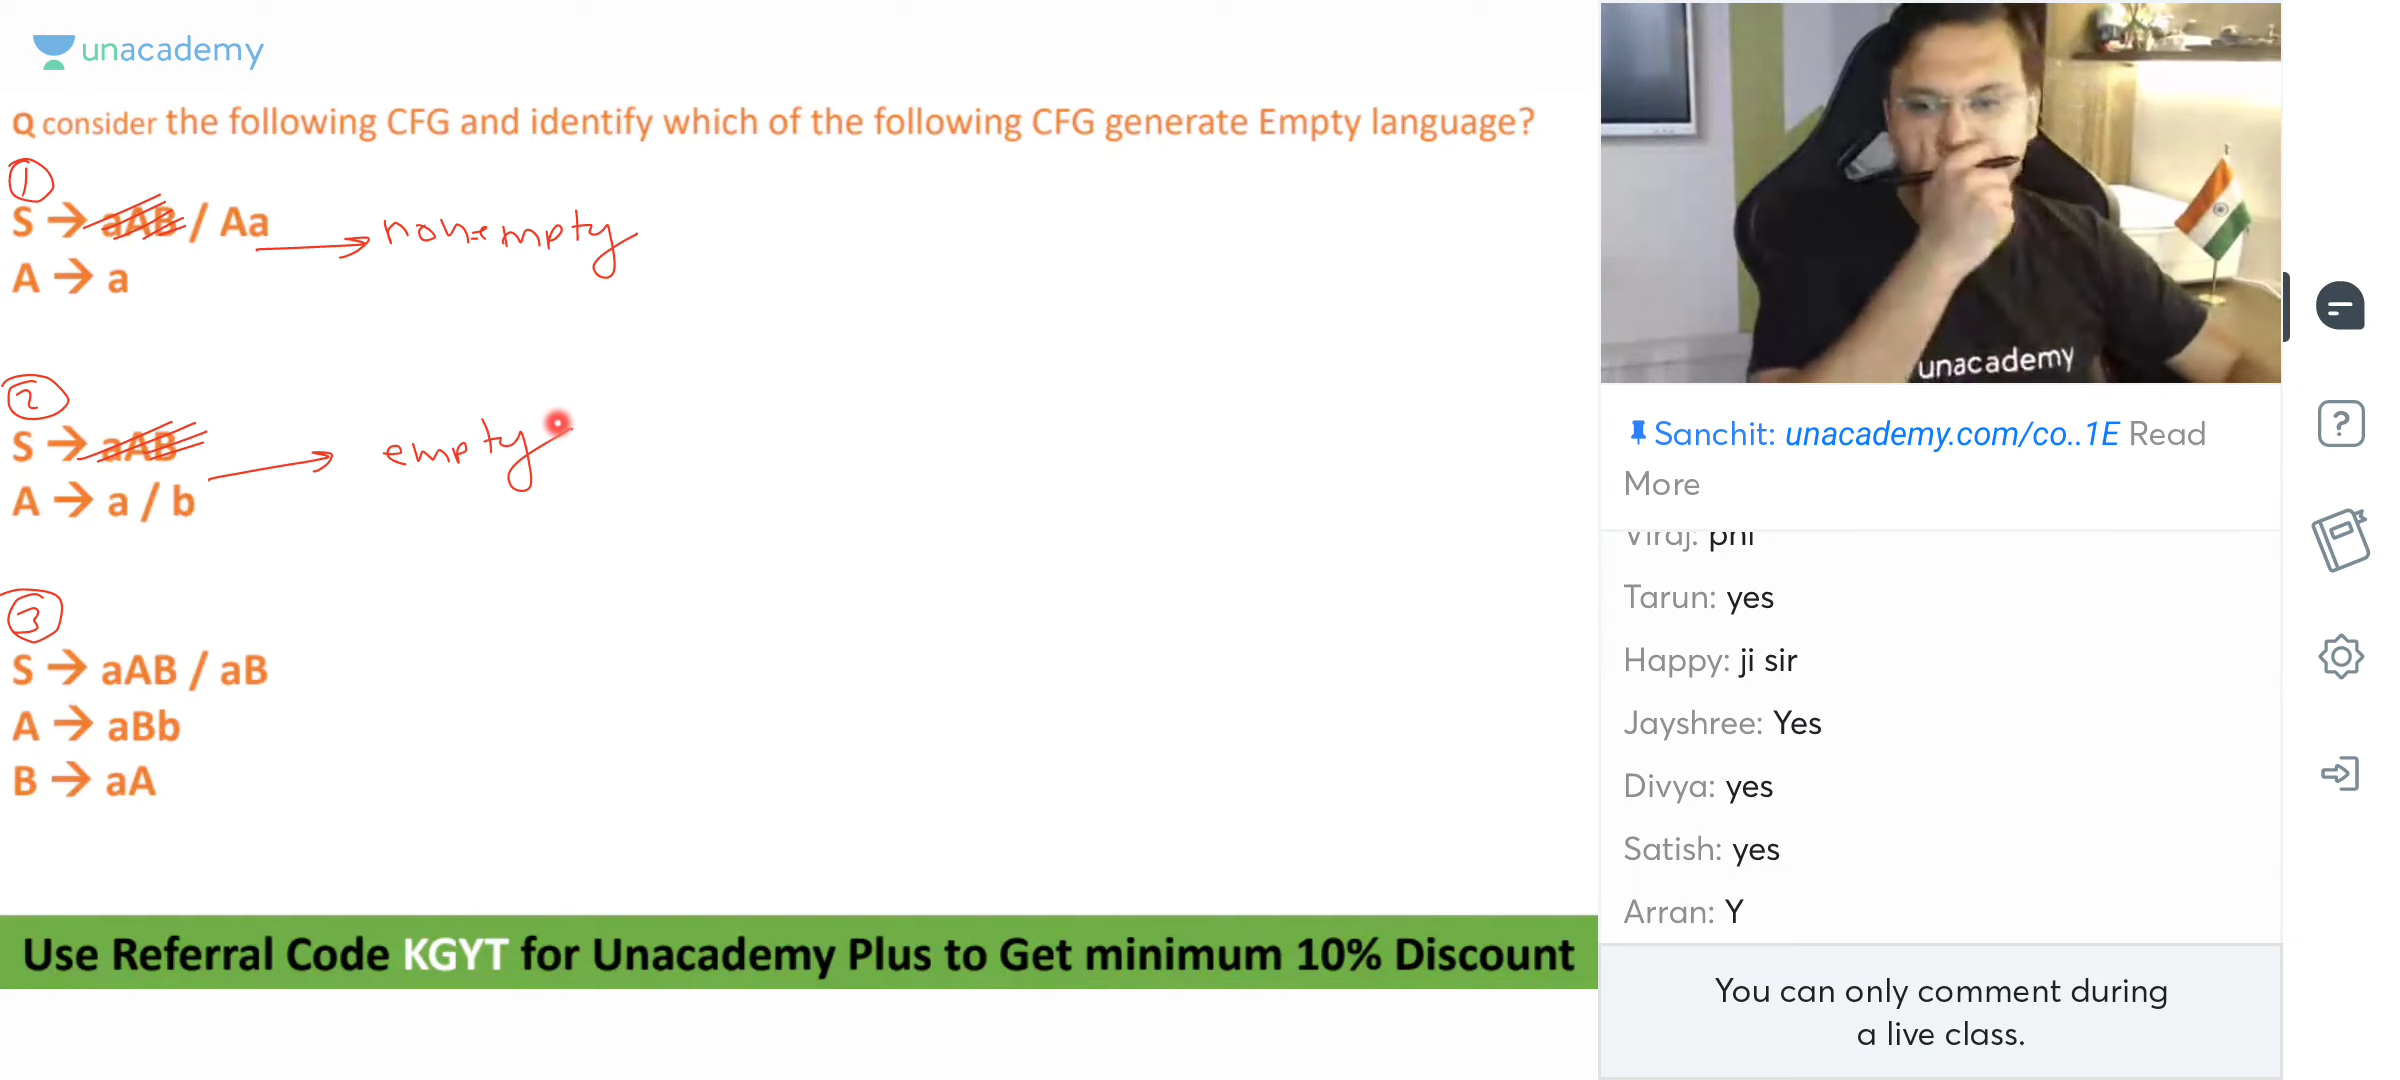 unacademy
Q consider the following CFG and identify which of the following CFG generate Empty language?
1
S → aAB / Aa
non-empty
A → a
2
S → aAB
empty
A → a / b
3
S → aAB / aB
A → aBb
B → aA
Use Referral Code KGYT for Unacademy Plus to Get minimum 10% Discount
unacademy
Sanchit: unacademy.com/co..1E Read
More
Viraj: phi
Tarun: yes
Happy: ji sir
Jayshree: Yes
Divya: yes
Satish: yes
Arran: Y
You can only comment during
a live class.
?